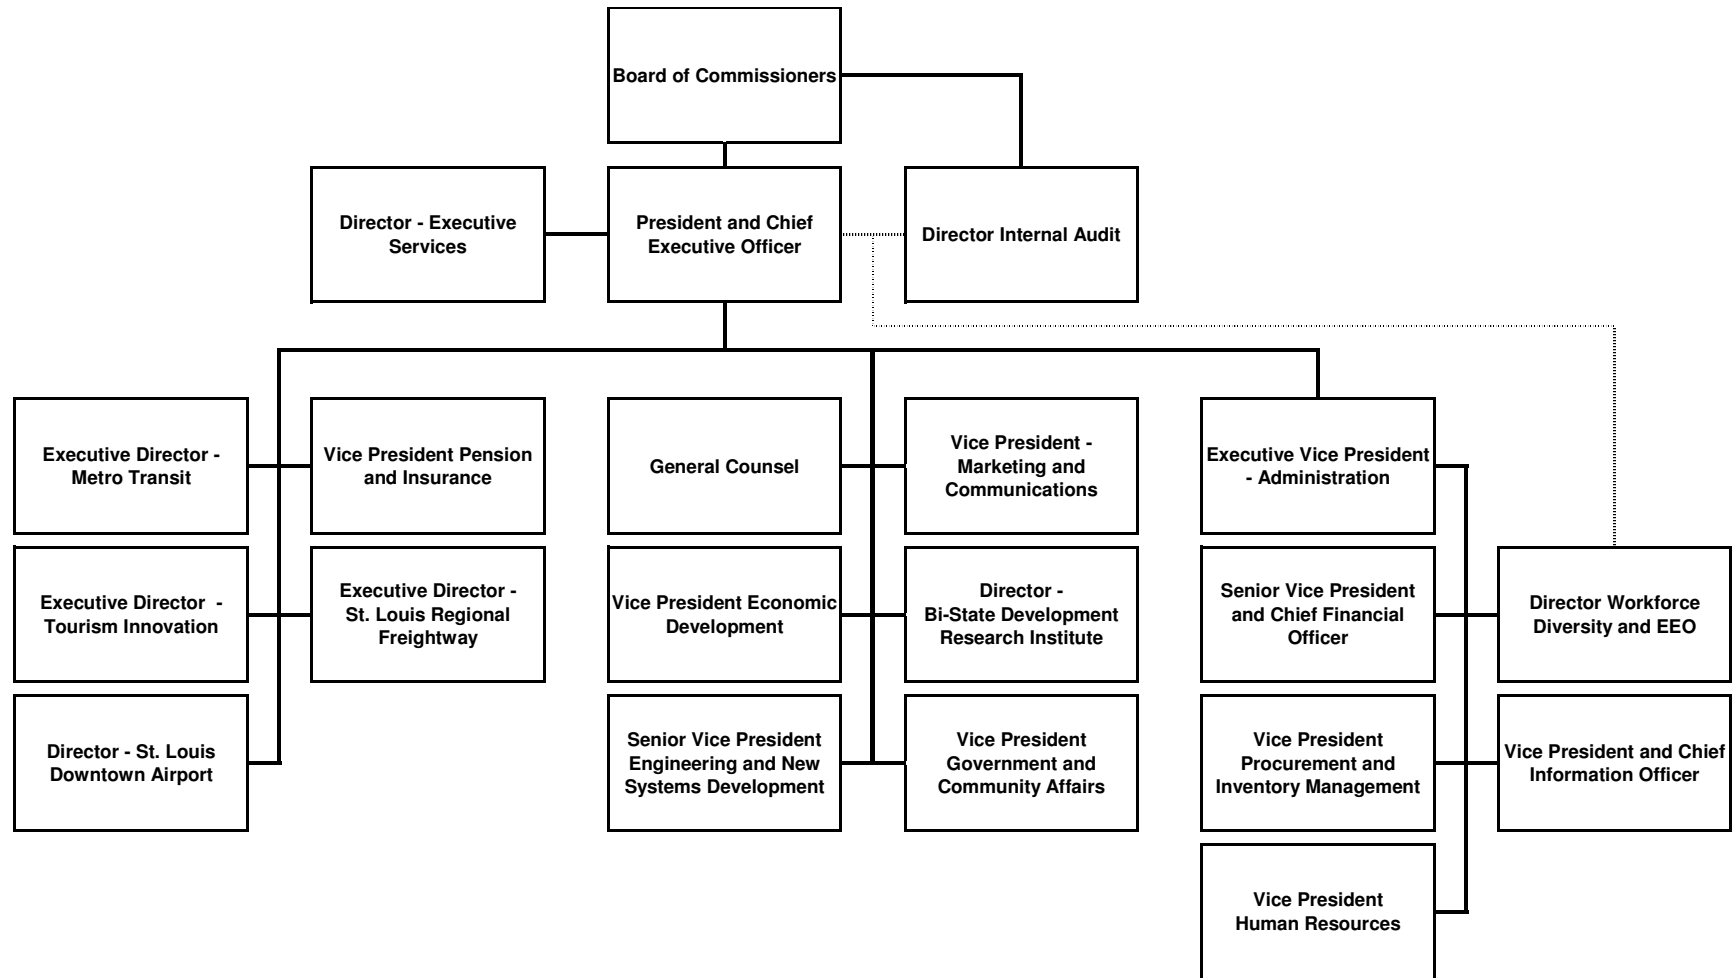 Board of Commissioners
Director - Executive
Services
President and Chief
Executive Officer
Director Internal Audit
Executive Director -
Metro Transit
Vice President Pension
and Insurance
General Counsel
Vice President -
Marketing and
Communications
Executive Vice President
- Administration
Executive Director  -
Tourism Innovation
Executive Director -
St. Louis Regional
Freightway
Vice President Economic
Development
Director -
Bi-State Development
Research Institute
Senior Vice President
and Chief Financial
Officer
Director Workforce
Diversity and EEO
Director - St. Louis
Downtown Airport
Senior Vice President
Engineering and New
Systems Development
Vice President
Government and
Community Affairs
Vice President
Procurement and
Inventory Management
Vice President and Chief
Information Officer
Vice President
Human Resources